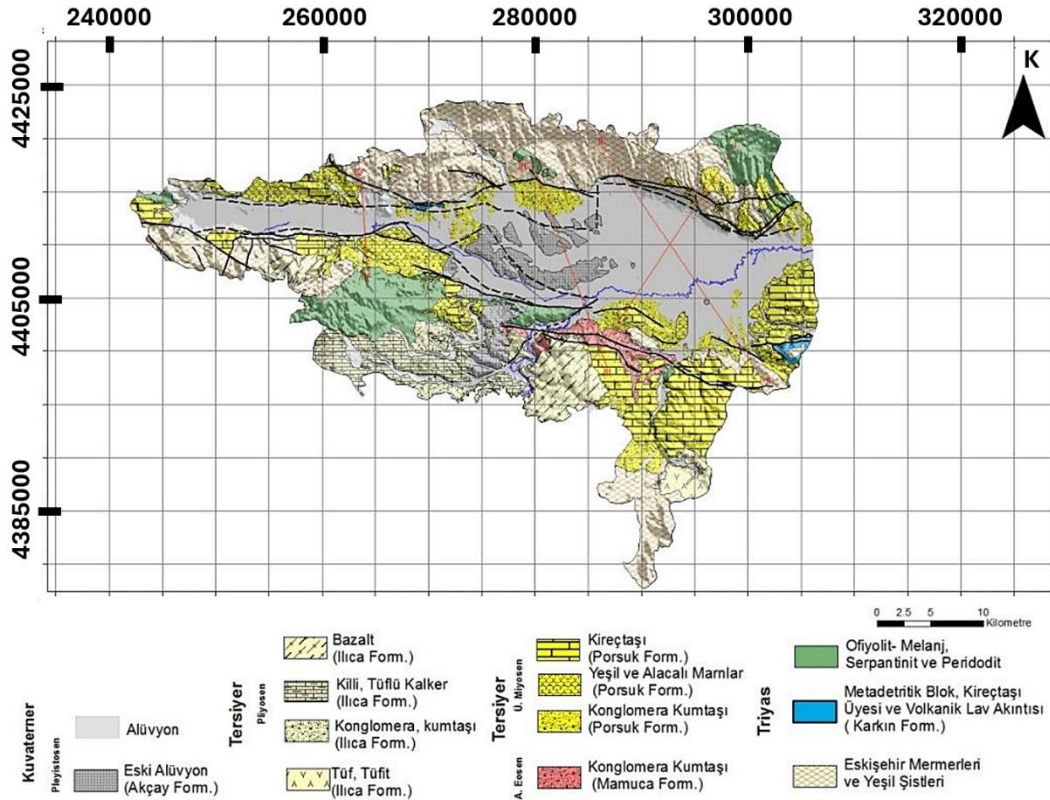 240000 260000 280000 300000 320000
K
4425000
4405000
4385000
0 2.5 5 10
Kilometre
Kuvaterner
Pleyistosen
Alüvyon
Eski Alüvyon
(Akçay Form.)
Tersiyer
Pliyosen
Bazalt
(Ilıca Form.)
Killi, Tüflü Kalker
(Ilıca Form.)
Konglomera, kumtaşı
(Ilıca Form.)
Tüf, Tüfit
(Ilıca Form.)
Tersiyer
Ü. Miyosen
Kireçtaşı
(Porsuk Form.)
Yeşil ve Alacalı Marnlar
(Porsuk Form.)
Konglomera Kumtaşı
(Porsuk Form.)
A. Eosen
Konglomera Kumtaşı
(Mamuca Form.)
Triyas
Ofiyolit- Melanj,
Serpantinit ve Peridodit
Metadetritik Blok, Kireçtaşı
Üyesi ve Volkanik Lav Akıntısı
( Karkın Form.)
Eskişehir Mermerleri
ve Yeşil Şistleri